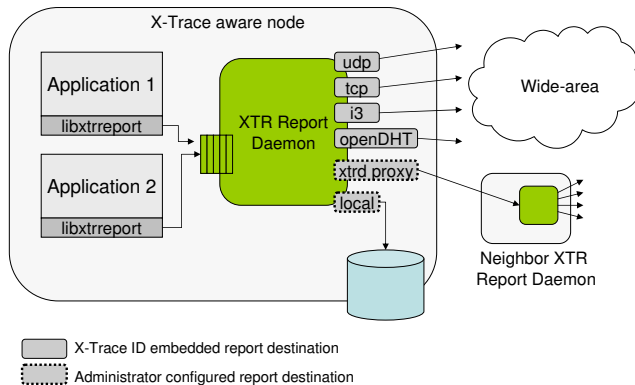 X-Trace aware node
Application 1
libxtrreport
Application 2
libxtrreport
XTR Report
Daemon
udp
tcp
i3
openDHT
xtrd proxy
local
Wide-area
Neighbor XTR
Report Daemon
X-Trace ID embedded report destination
Administrator configured report destination